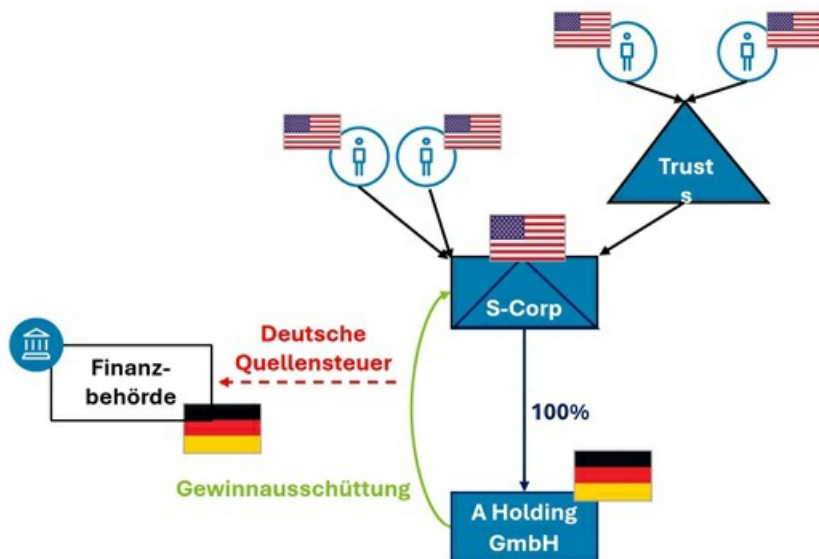 Trust
s
S-Corp
Deutsche
Quellensteuer
Finanz-
behörde
100%
Gewinnausschüttung
A Holding
GmbH